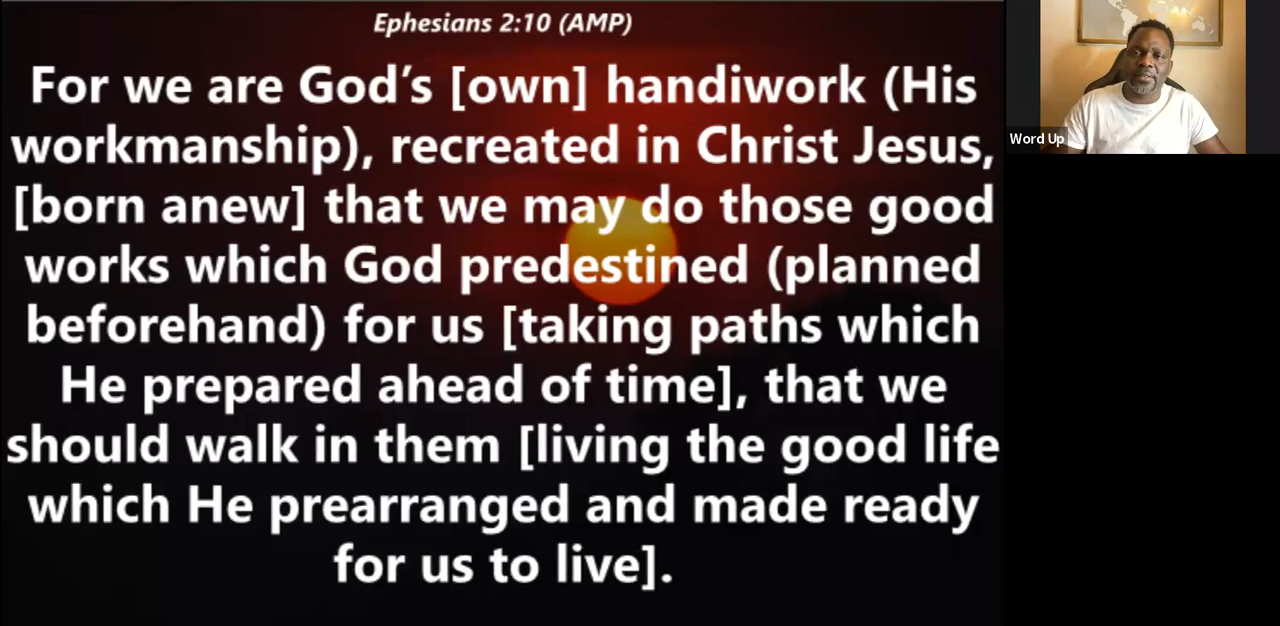 Ephesians 2:10 (AMP)
For we are God’s [own] handiwork (His
workmanship), recreated in Christ Jesus,
[born anew] that we may do those good
works which God predestined (planned
beforehand) for us [taking paths which
He prepared ahead of time], that we
should walk in them [living the good life
which He prearranged and made ready
for us to live].
Word Up